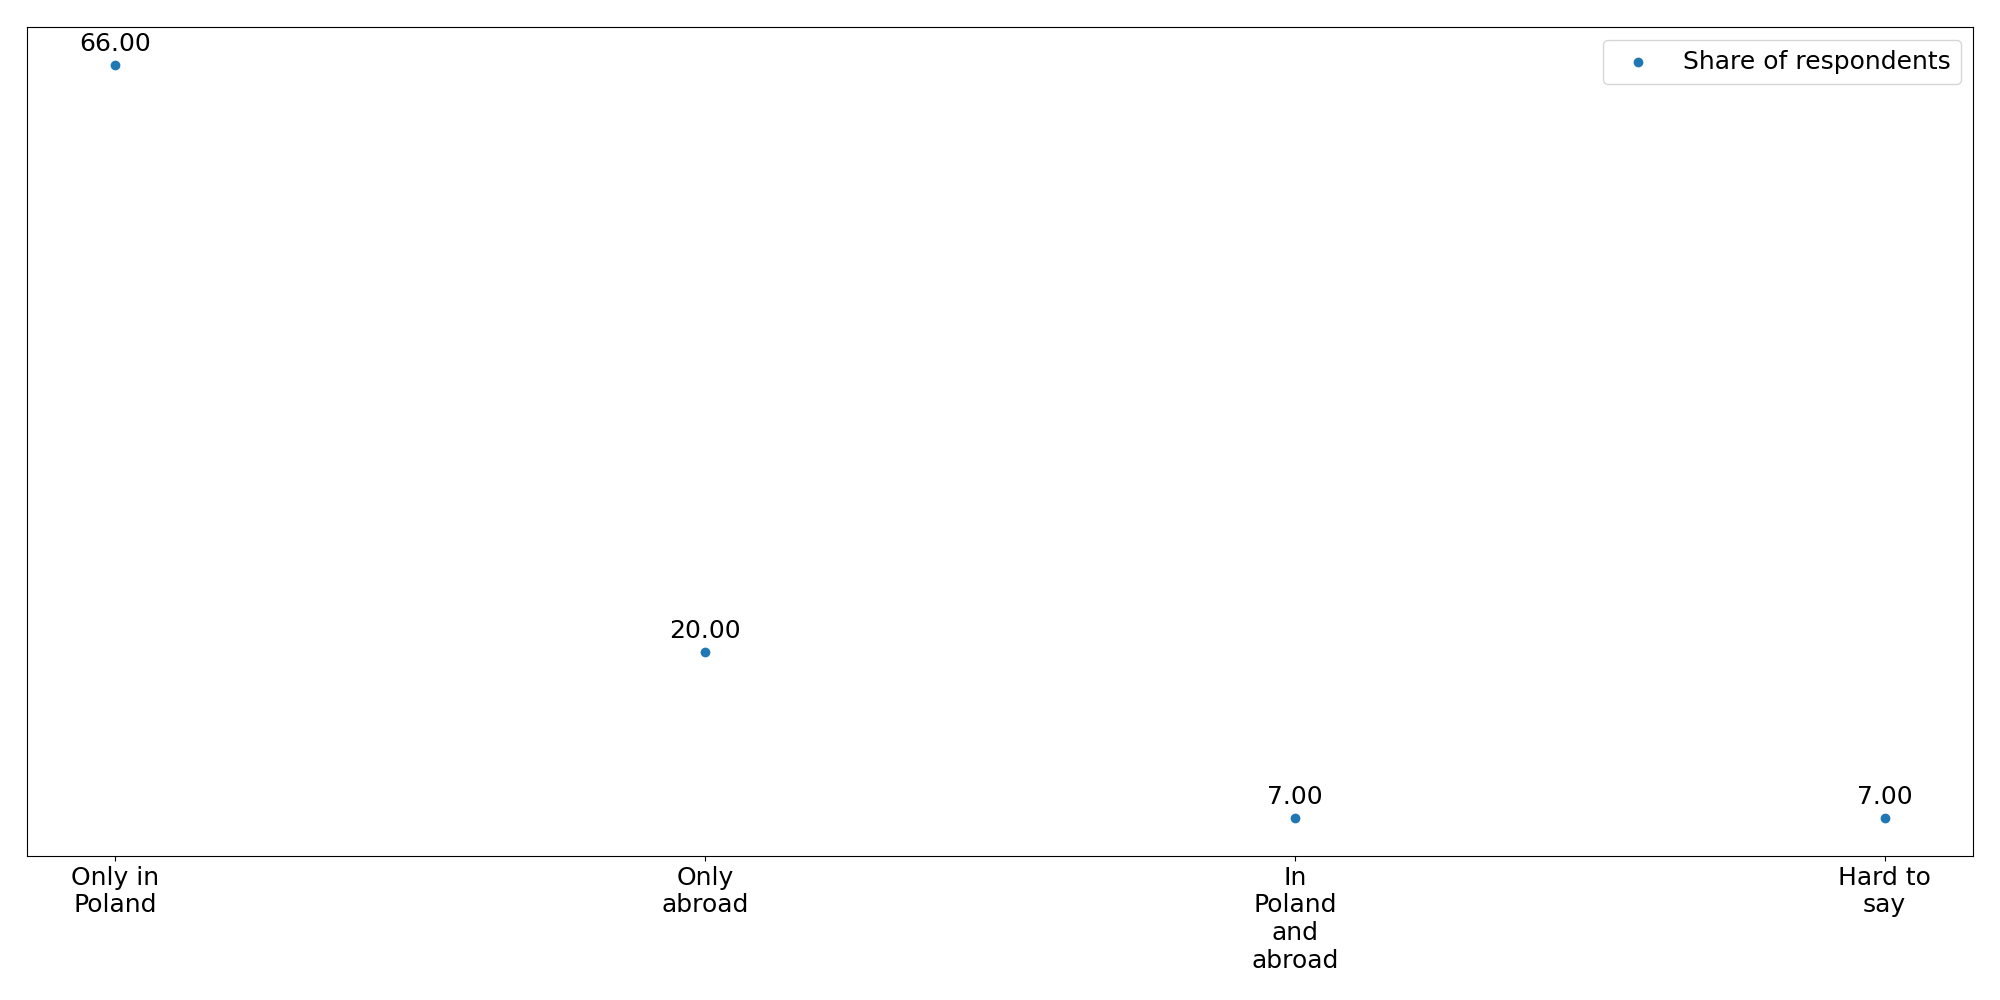 66.00
Share of respondents
20.00
7.00
7.00
Only in
Poland
Only
abroad
In
Poland
and
abroad
Hard to
say